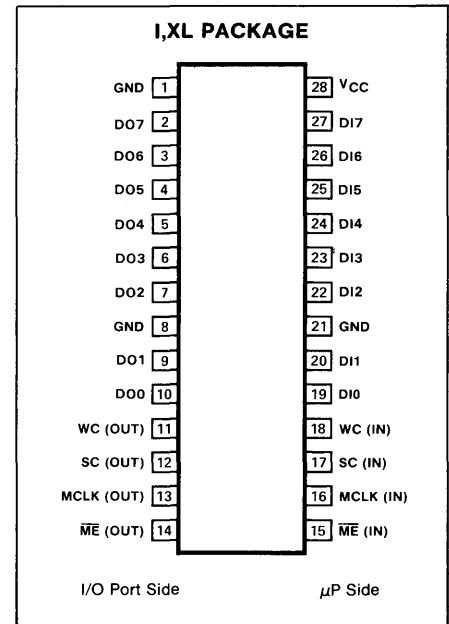 I,XL PACKAGE
GND 1 28 VCC
DO7 2 27 DI7
DO6 3 26 DI6
DO5 4 25 DI5
DO4 5 24 DI4
DO3 6 23 DI3
DO2 7 22 DI2
GND 8 21 GND
DO1 9 20 DI1
DO0 10 19 DI0
WC (OUT) 11 18 WC (IN)
SC (OUT) 12 17 SC (IN)
MCLK (OUT) 13 16 MCLK (IN)
M̅E̅ (OUT) 14 15 M̅E̅ (IN)
I/O Port Side μP Side